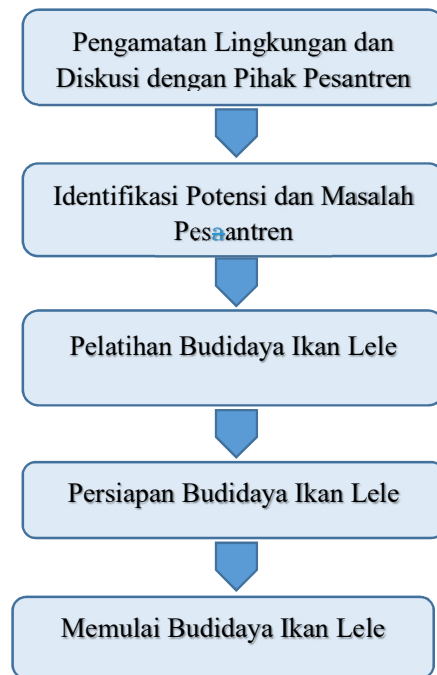 Pengamatan Lingkungan dan
Diskusi dengan Pihak Pesantren
Identifikasi Potensi dan Masalah
Pesaantren
Pelatihan Budidaya Ikan Lele
Persiapan Budidaya Ikan Lele
Memulai Budidaya Ikan Lele